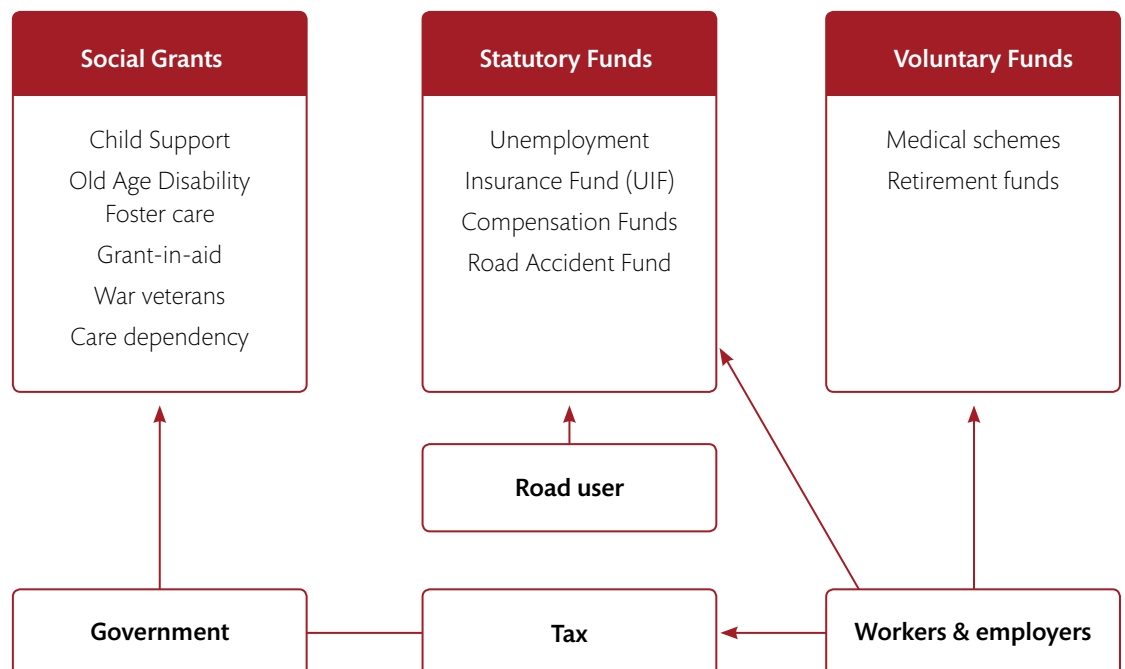 Social Grants
Child Support
Old Age Disability
Foster care
Grant-in-aid
War veterans
Care dependency
Statutory Funds
Unemployment
Insurance Fund (UIF)
Compensation Funds
Road Accident Fund
Voluntary Funds
Medical schemes
Retirement funds
Road user
Government
Tax
Workers & employers